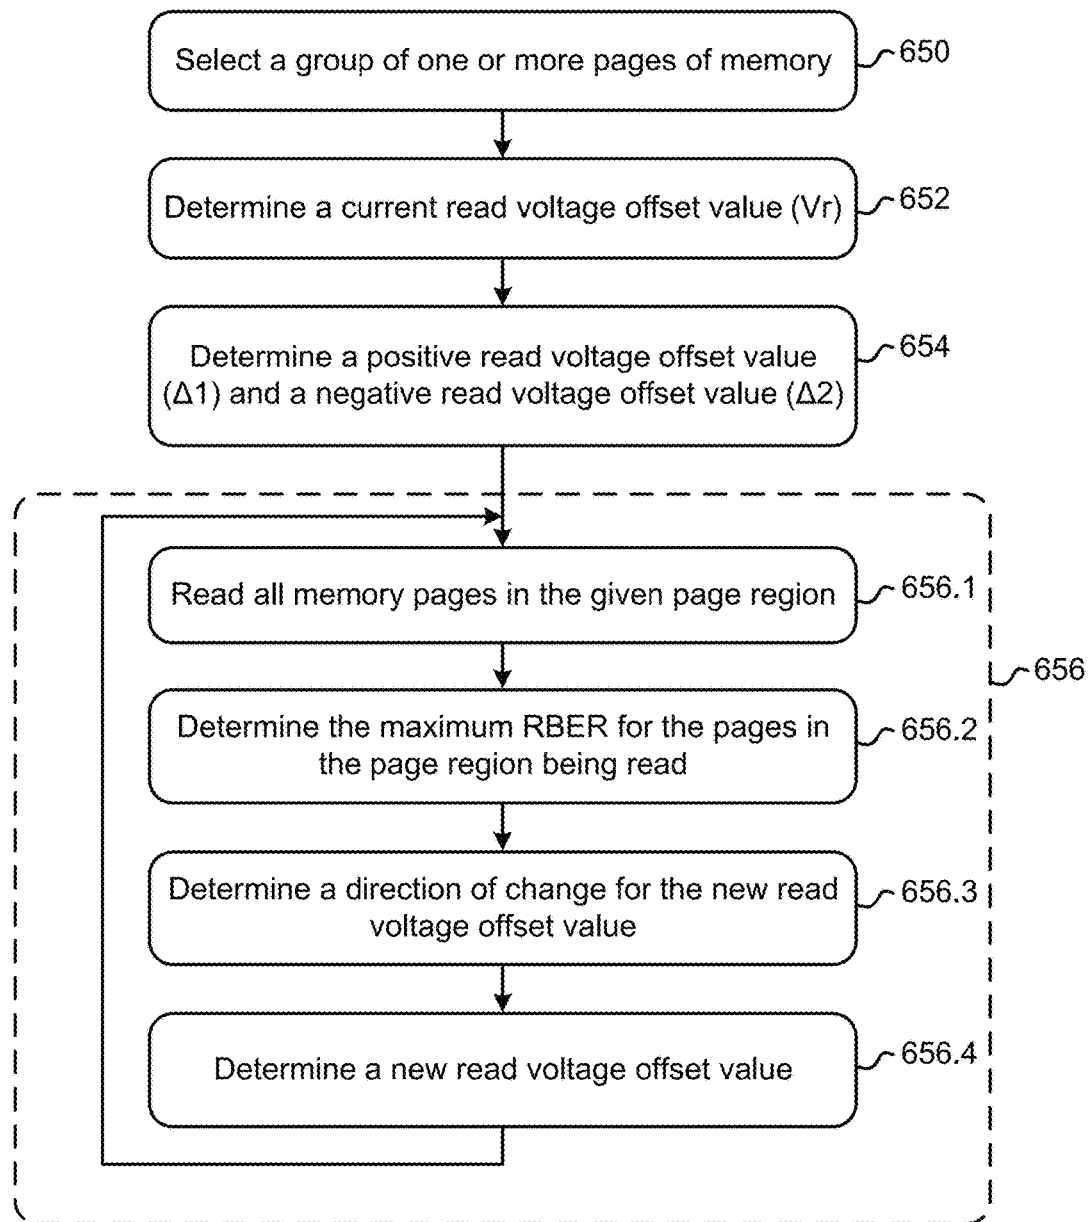 Select a group of one or more pages of memory
650
Determine a current read voltage offset value (Vr)
652
Determine a positive read voltage offset value
(Δ1) and a negative read voltage offset value (Δ2)
654
Read all memory pages in the given page region
656.1
656
Determine the maximum RBER for the pages in
the page region being read
656.2
Determine a direction of change for the new read
voltage offset value
656.3
Determine a new read voltage offset value
656.4